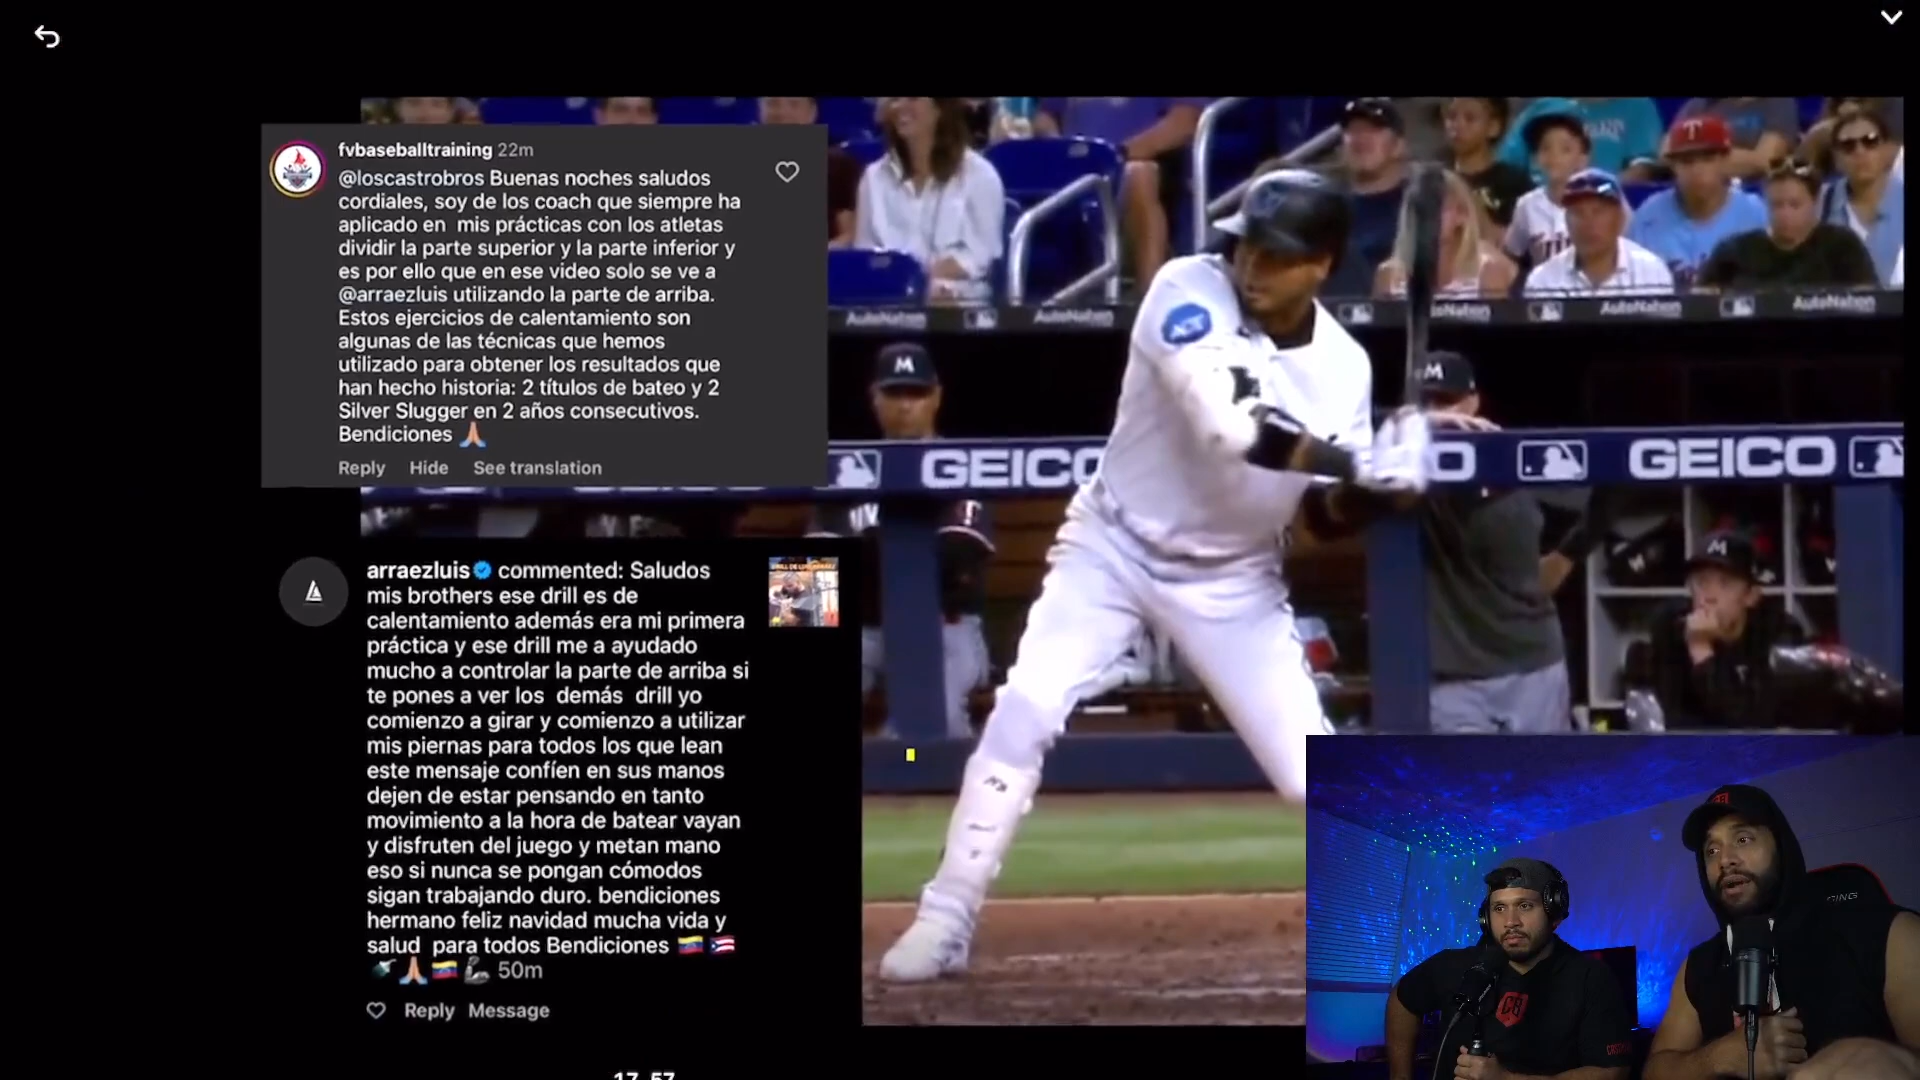 fvbaseballtraining 22m
@loscastrobros Buenas noches saludos
cordiales, soy de los coach que siempre ha
aplicado en mis prácticas con los atletas
dividir la parte superior y la parte inferior y
es por ello que en ese video solo se ve a
@arraezluis utilizando la parte de arriba.
Estos ejercicios de calentamiento son
algunas de las técnicas que hemos
utilizado para obtener los resultados que
han hecho historia: 2 títulos de bateo y 2
Silver Slugger en 2 años consecutivos.
Bendiciones 🙏🏽
Reply Hide See translation
arraezluis commented: Saludos
mis brothers ese drill es de
calentamiento además era mi primera
práctica y ese drill me a ayudado
mucho a controlar la parte de arriba si
te pones a ver los demás drill yo
comienzo a girar y comienzo a utilizar
mis piernas para todos los que lean
este mensaje confíen en sus manos
dejen de estar pensando en tanto
movimiento a la hora de batear vayan
y disfruten del juego y metan mano
eso si nunca se pongan cómodos
sigan trabajando duro. bendiciones
hermano feliz navidad mucha vida y
salud para todos Bendiciones 🇻🇪 🇵🇷
🙏🏽 🇻🇪 🦾 50m
Reply Message
AutoNation AutoNation AutoNation AutoNation
ADT
T
M
M
GEICO GEICO
M
CB